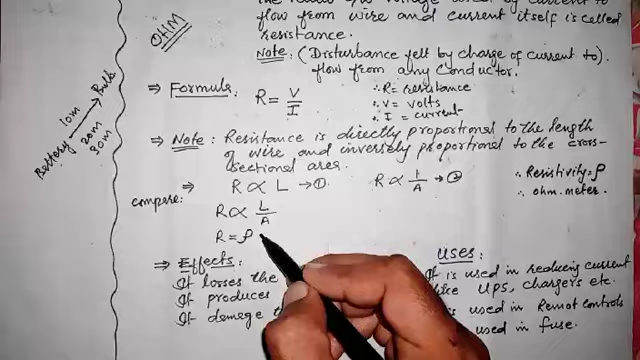 flow from wire and current itself is called
resistance.
OHM
Note: (Disturbance felt by charge of current to)
flow from any Conductor.
⇒ Formula: R = V/I
∴ R = resistance
∴ V = volts
∴ I = current
Battery → Bulb
10m
20m
30m
⇒ Note: Resistance is directly proportional to the length
of wire and inversely proportional to the cross-
sectional area.
⇒ R ∝ L → ① R ∝ 1/A → ②
∴ Resistivity: ρ
∴ ohm.meter.
compare:
R ∝ L/A
R = ρ
⇒ Effects:
It losses the
It produces
It demege
USES:
It is used in reducing current
like UPS, chargers etc.
used in Remot controls
used in fuse.